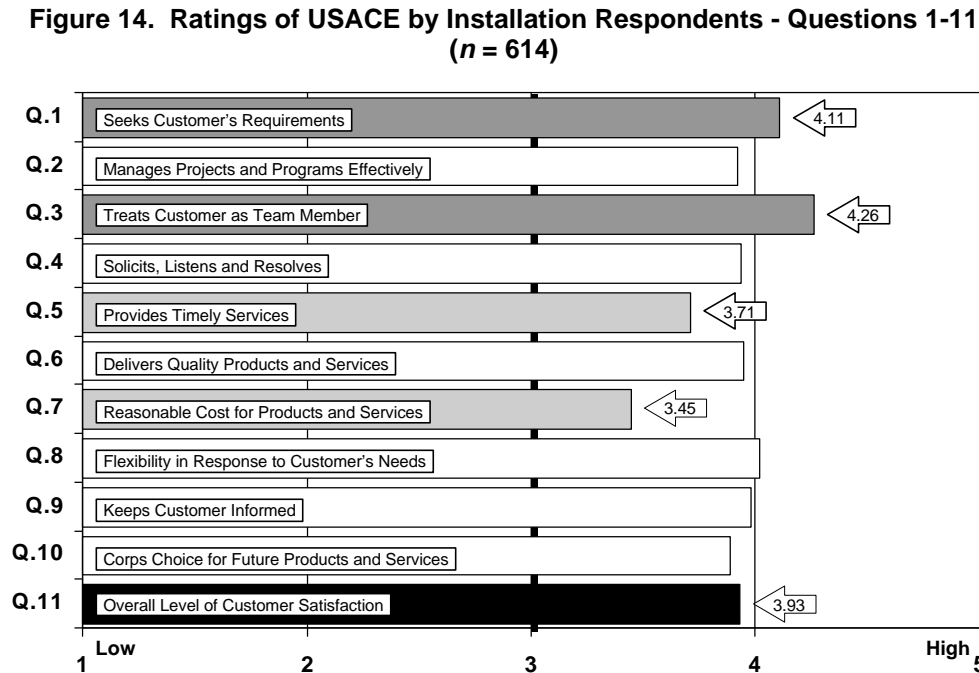 Figure 14. Ratings of USACE by Installation Respondents - Questions 1-11
(n = 614)
Q.1
Seeks Customer's Requirements
4.11
Q.2
Manages Projects and Programs Effectively
Q.3
Treats Customer as Team Member
4.26
Q.4
Solicits, Listens and Resolves
Q.5
Provides Timely Services
3.71
Q.6
Delivers Quality Products and Services
Q.7
Reasonable Cost for Products and Services
3.45
Q.8
Flexibility in Response to Customer's Needs
Q.9
Keeps Customer Informed
Q.10
Corps Choice for Future Products and Services
Q.11
Overall Level of Customer Satisfaction
3.93
Low
High
1 2 3 4 5